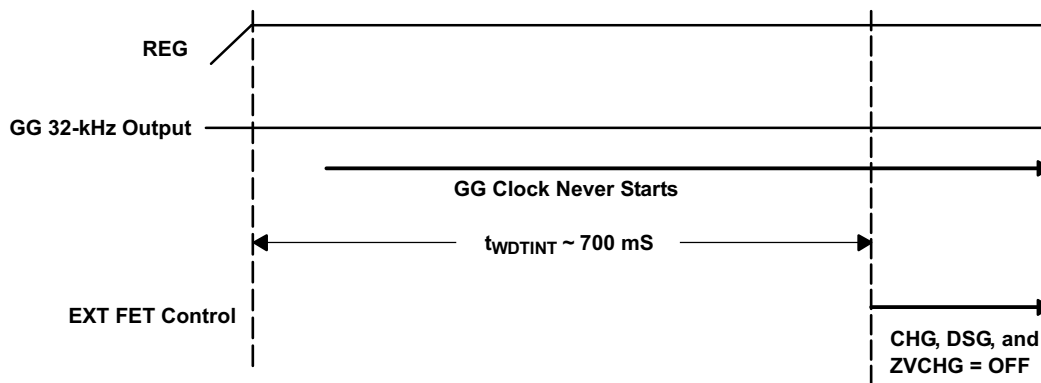 REG
GG 32-kHz Output
GG Clock Never Starts
tWDTINT ~ 700 mS
EXT FET Control
CHG, DSG, and
ZVCHG = OFF